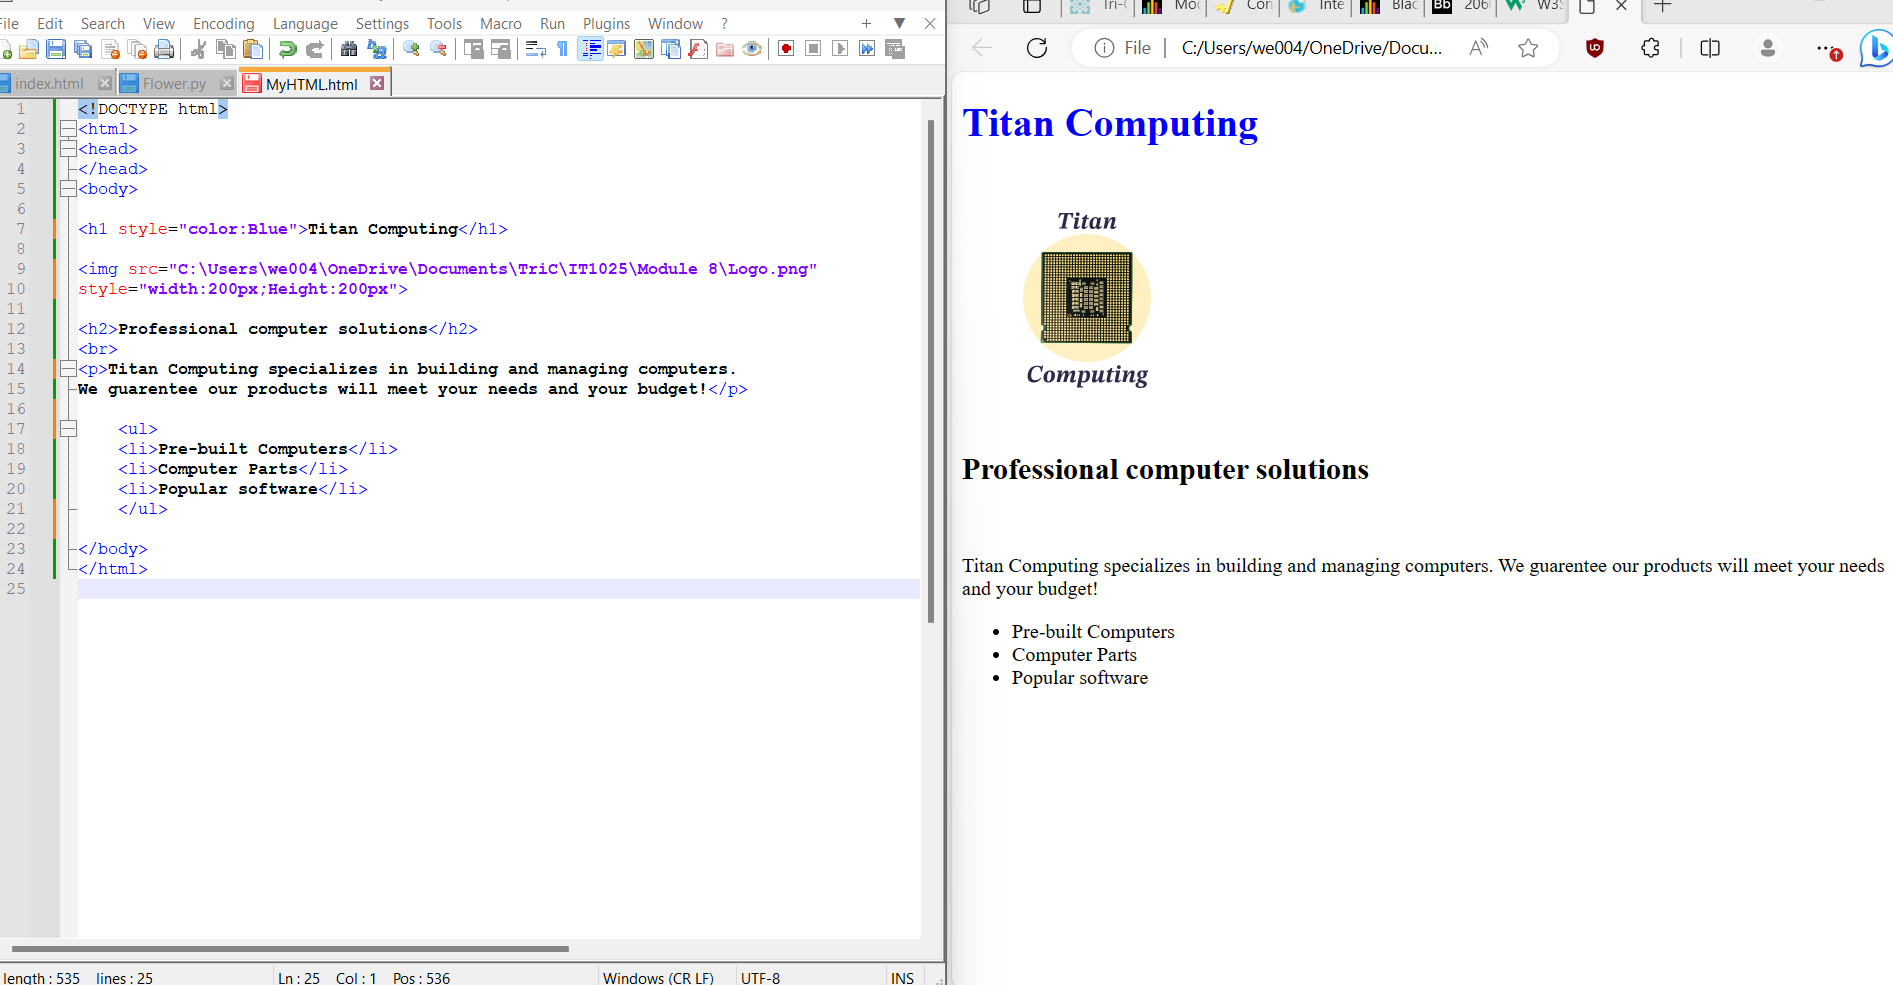 File Edit Search View Encoding Language Settings Tools Macro Run Plugins Window ? + ▼ ×
index.html Flower.py MyHTML.html
1 <!DOCTYPE html>
2 <html>
3 <head>
4 </head>
5 <body>
6
7 <h1 style="color:Blue">Titan Computing</h1>
8
9 <img src="C:\Users\we004\OneDrive\Documents\TriC\IT1025\Module 8\Logo.png"
10 style="width:200px;Height:200px">
11
12 <h2>Professional computer solutions</h2>
13 <br>
14 <p>Titan Computing specializes in building and managing computers.
15 We guarentee our products will meet your needs and your budget!</p>
16
17 <ul>
18 <li>Pre-built Computers</li>
19 <li>Computer Parts</li>
20 <li>Popular software</li>
21 </ul>
22
23 </body>
24 </html>
25
length : 535 lines : 25 Ln : 25 Col : 1 Pos : 536 Windows (CR LF) UTF-8 INS
Tri-C Moc Con Inte Blac Bb 206 W3S
File C:/Users/we004/OneDrive/Docu...
Titan Computing
Titan
Computing
Professional computer solutions
Titan Computing specializes in building and managing computers. We guarentee our products will meet your needs
and your budget!
• Pre-built Computers
• Computer Parts
• Popular software